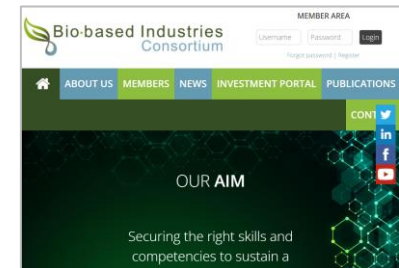 MEMBER AREA
Bio-based Industries
Consortium
Username Password Login
Forgot password | Register
ABOUT US MEMBERS NEWS INVESTMENT PORTAL PUBLICATIONS
CONT
in
f
OUR AIM
Securing the right skills and
competencies to sustain a